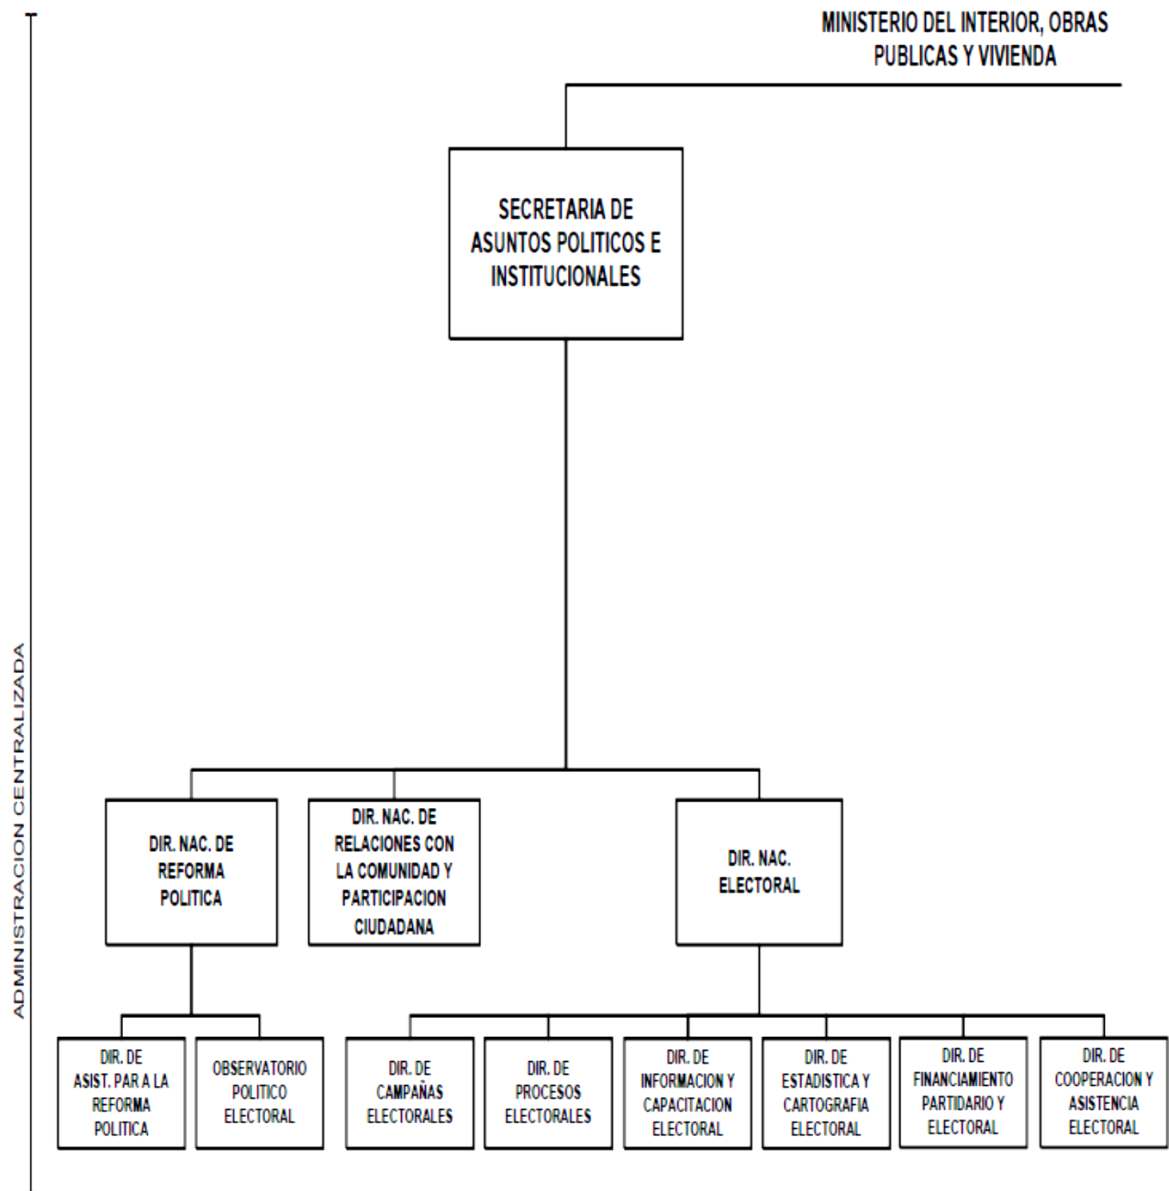 MINISTERIO DEL INTERIOR, OBRAS
PUBLICAS Y VIVIENDA
SECRETARIA DE
ASUNTOS POLITICOS E
INSTITUCIONALES
ADMINISTRACION CENTRALIZADA
DIR. NAC. DE
REFORMA
POLITICA
DIR. NAC. DE
RELACIONES CON
LA COMUNIDAD Y
PARTICIPACION
CIUDADANA
DIR. NAC.
ELECTORAL
DIR. DE
ASIST. PAR A LA
REFORMA
POLITICA
OBSERVATORIO
POLITICO
ELECTORAL
DIR. DE
CAMPAÑAS
ELECTORALES
DIR. DE
PROCESOS
ELECTORALES
DIR. DE
INFORMACION Y
CAPACITACION
ELECTORAL
DIR. DE
ESTADISTICA Y
CARTOGRAFIA
ELECTORAL
DIR. DE
FINANCIAMIENTO
PARTIDARIO Y
ELECTORAL
DIR. DE
COOPERACION Y
ASISTENCIA
ELECTORAL